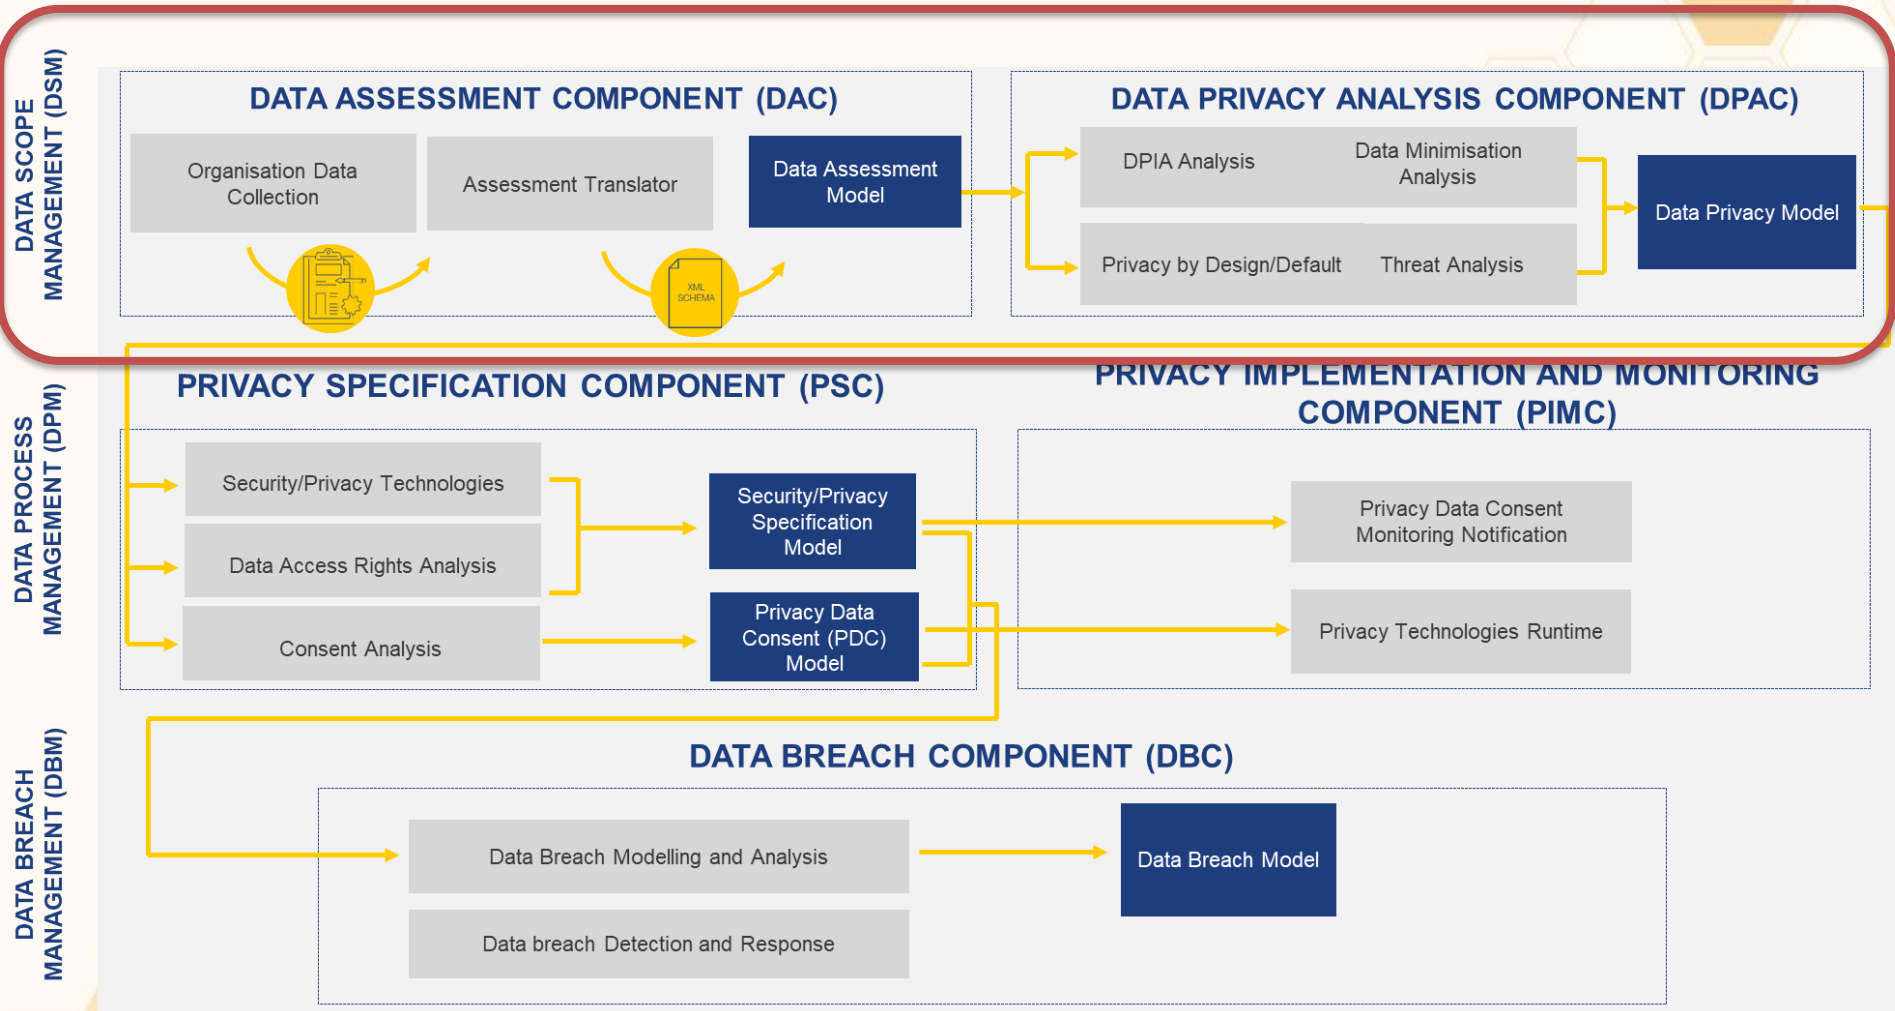 DATA SCOPE
MANAGEMENT (DSM)
DATA ASSESSMENT COMPONENT (DAC)
Organisation Data
Collection
Assessment Translator
Data Assessment
Model
XML
SCHEMA
DATA PRIVACY ANALYSIS COMPONENT (DPAC)
DPIA Analysis
Data Minimisation
Analysis
Privacy by Design/Default
Threat Analysis
Data Privacy Model
DATA PROCESS
MANAGEMENT (DPM)
PRIVACY SPECIFICATION COMPONENT (PSC)
Security/Privacy Technologies
Data Access Rights Analysis
Consent Analysis
Security/Privacy
Specification
Model
Privacy Data
Consent (PDC)
Model
PRIVACY IMPLEMENTATION AND MONITORING
COMPONENT (PIMC)
Privacy Data Consent
Monitoring Notification
Privacy Technologies Runtime
DATA BREACH
MANAGEMENT (DBM)
DATA BREACH COMPONENT (DBC)
Data Breach Modelling and Analysis
Data breach Detection and Response
Data Breach Model